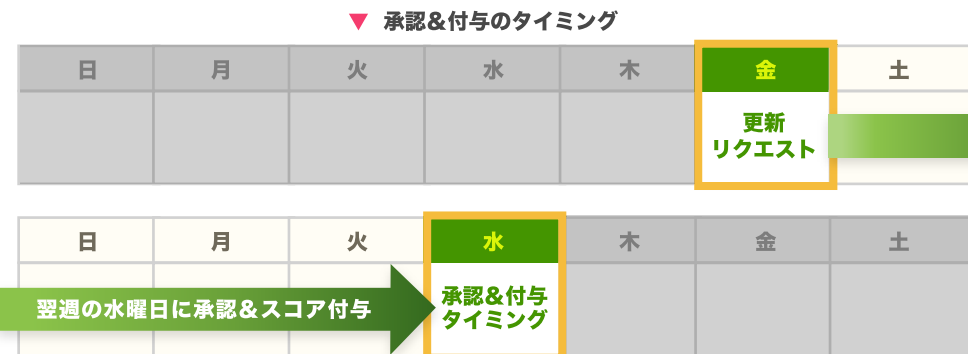 ▼ 承認&付与のタイミング
日 月 火 水 木 金 土
更新
リクエスト
日 月 火 水 木 金 土
翌週の水曜日に承認&スコア付与
承認&付与
タイミング